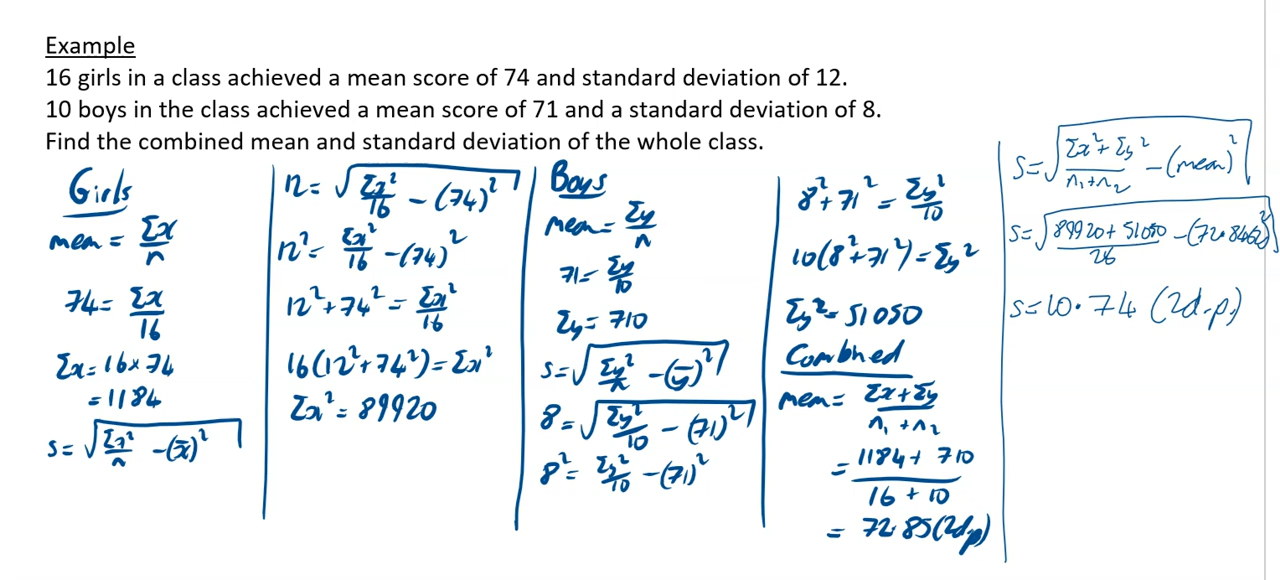 Example
16 girls in a class achieved a mean score of 74 and standard deviation of 12.
10 boys in the class achieved a mean score of 71 and a standard deviation of 8.
Find the combined mean and standard deviation of the whole class.
Girls
mean = Σx/n
74 = Σx/16
Σx = 16 × 74
= 1184
s = √(Σx²/n - (x̄)²)
12 = √(Σx²/16 - (74)²)
12² = Σx²/16 - (74)²
12² + 74² = Σx²/16
16(12² + 74²) = Σx²
Σx² = 89920
Boys
mean = Σy/n
71 = Σy/10
Σy = 710
s = √(Σy²/n - (ȳ)²)
8 = √(Σy²/10 - (71)²)
8² = Σy²/10 - (71)²
8² + 71² = Σy²/10
10(8² + 71²) = Σy²
Σy² = 51050
Combined
mean = (Σx + Σy)/(n₁ + n₂)
= (1184 + 710)/(16 + 10)
= 72.85 (2d.p)
s = √((Σx² + Σy²)/(n₁ + n₂) - (mean)²)
s = √((89920 + 51050)/26 - (72.8462)²)
s = 10.74 (2d.p.)